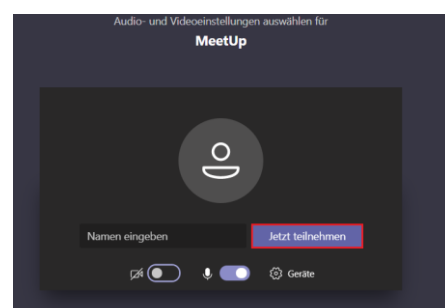 Audio- und Videoeinstellungen auswählen für
MeetUp
Namen eingeben
Jetzt teilnehmen
Geräte